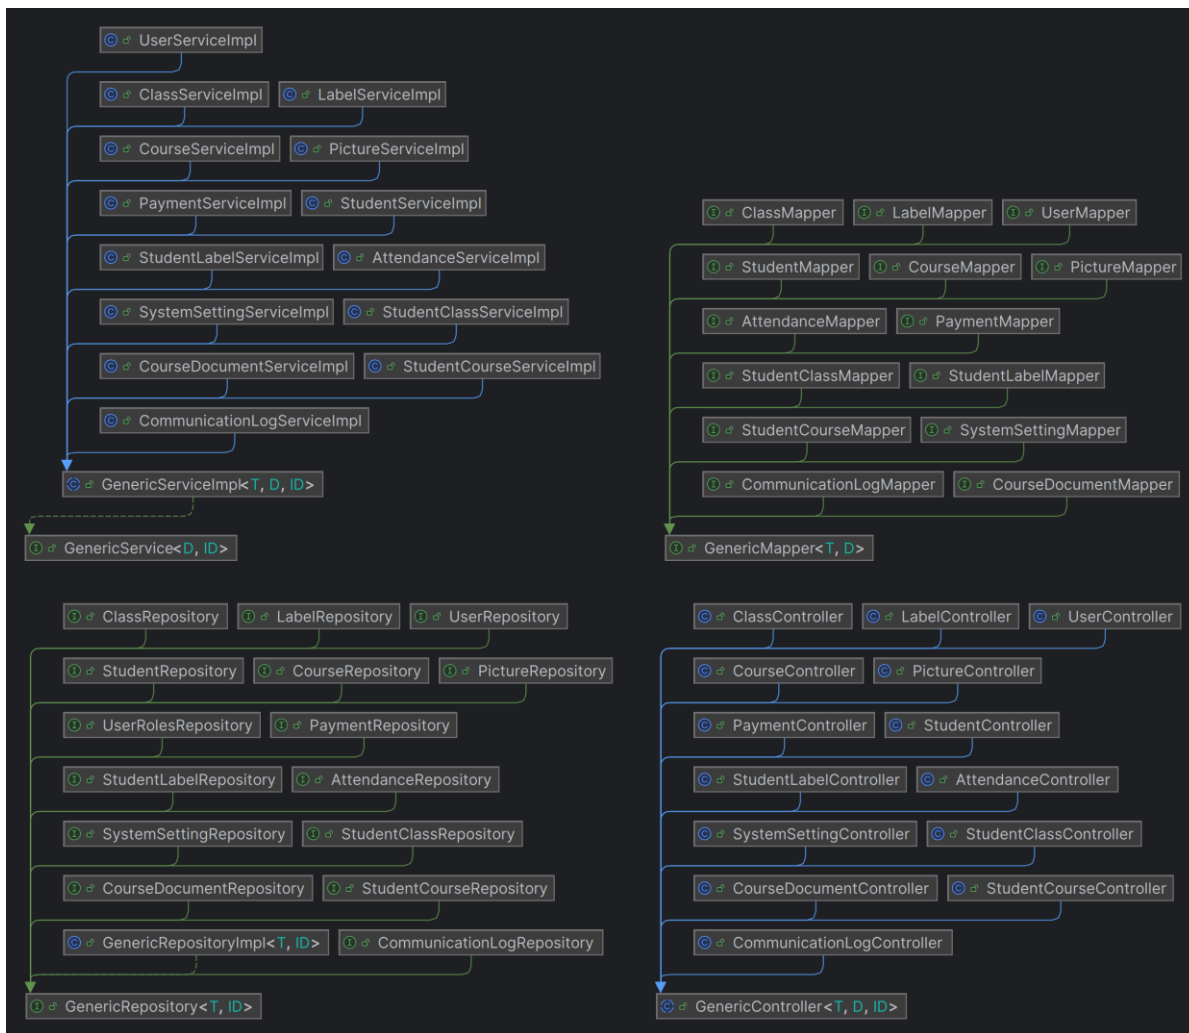 UserServiceImpl
ClassServiceImpl LabelServiceImpl
CourseServiceImpl PictureServiceImpl
PaymentServiceImpl StudentServiceImpl
StudentLabelServiceImpl AttendanceServiceImpl
SystemSettingServiceImpl StudentClassServiceImpl
CourseDocumentServiceImpl StudentCourseServiceImpl
CommunicationLogServiceImpl
GenericServiceImpl<T, D, ID>
GenericService<D, ID>
ClassMapper LabelMapper UserMapper
StudentMapper CourseMapper PictureMapper
AttendanceMapper PaymentMapper
StudentClassMapper StudentLabelMapper
StudentCourseMapper SystemSettingMapper
CommunicationLogMapper CourseDocumentMapper
GenericMapper<T, D>
ClassRepository LabelRepository UserRepository
StudentRepository CourseRepository PictureRepository
UserRolesRepository PaymentRepository
StudentLabelRepository AttendanceRepository
SystemSettingRepository StudentClassRepository
CourseDocumentRepository StudentCourseRepository
GenericRepositoryImpl<T, ID> CommunicationLogRepository
GenericRepository<T, ID>
ClassController LabelController UserController
CourseController PictureController
PaymentController StudentController
StudentLabelController AttendanceController
SystemSettingController StudentClassController
CourseDocumentController StudentCourseController
CommunicationLogController
GenericController<T, D, ID>